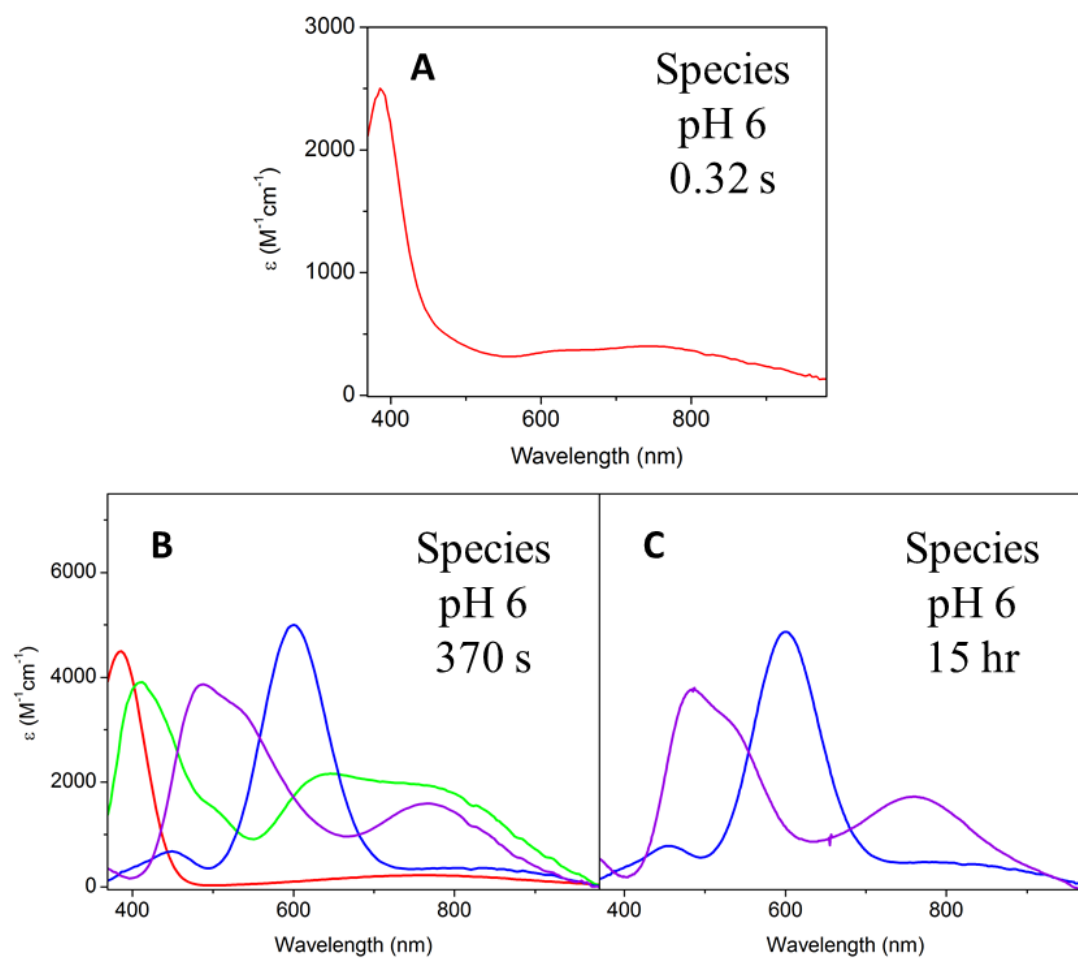 3000
2000
1000
0
ε (M⁻¹cm⁻¹)
A
Species
pH 6
0.32 s
400
600
800
Wavelength (nm)
6000
4000
2000
0
ε (M⁻¹cm⁻¹)
B
Species
pH 6
370 s
400
600
800
Wavelength (nm)
C
Species
pH 6
15 hr
400
600
800
Wavelength (nm)